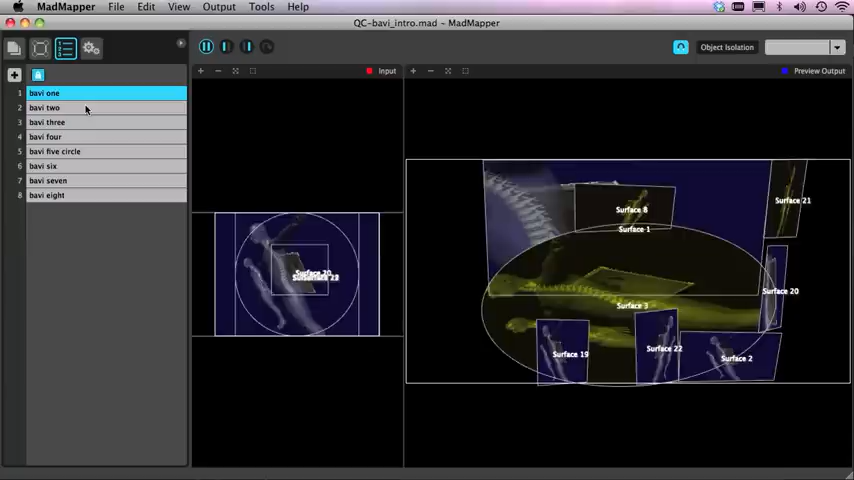 MadMapper File Edit View Output Tools Help
QC-bavi_intro.mad ~ MadMapper
Object Isolation
Input
Preview Output
1 bavi one
2 bavi two
3 bavi three
4 bavi four
5 bavi five circle
6 bavi six
7 bavi seven
8 bavi eight
Surface 20
Surface 8
Surface 21
Surface 1
Surface 20
Surface 3
Surface 19
Surface 22
Surface 2